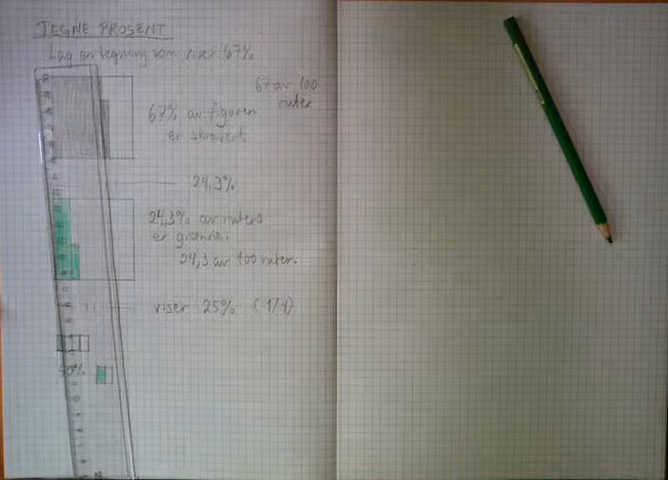 TEGNE PROSENT
Lag en tegning som viser 67%
67 av 100
ruter
67% av figuren
er skravert
24,3%
24,3% av rutene
er grønne.
24,3 av 100 ruter.
viser 25% (1/4)
50%